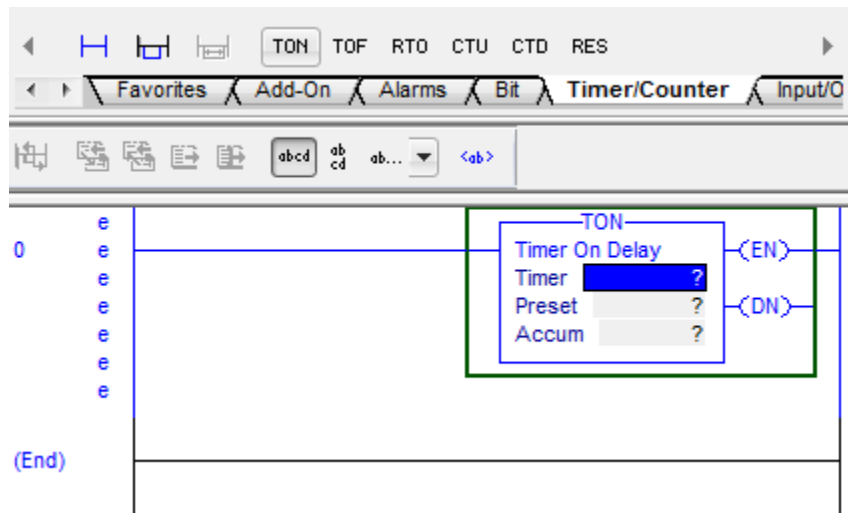 TON TOF RTO CTU CTD RES
Favorites Add-On Alarms Bit Timer/Counter Input/O
abcd ab cd ab... <ab>
e
TON
0 e Timer On Delay (EN)
e Timer ?
e Preset ? (DN)
e Accum ?
e
e
(End)